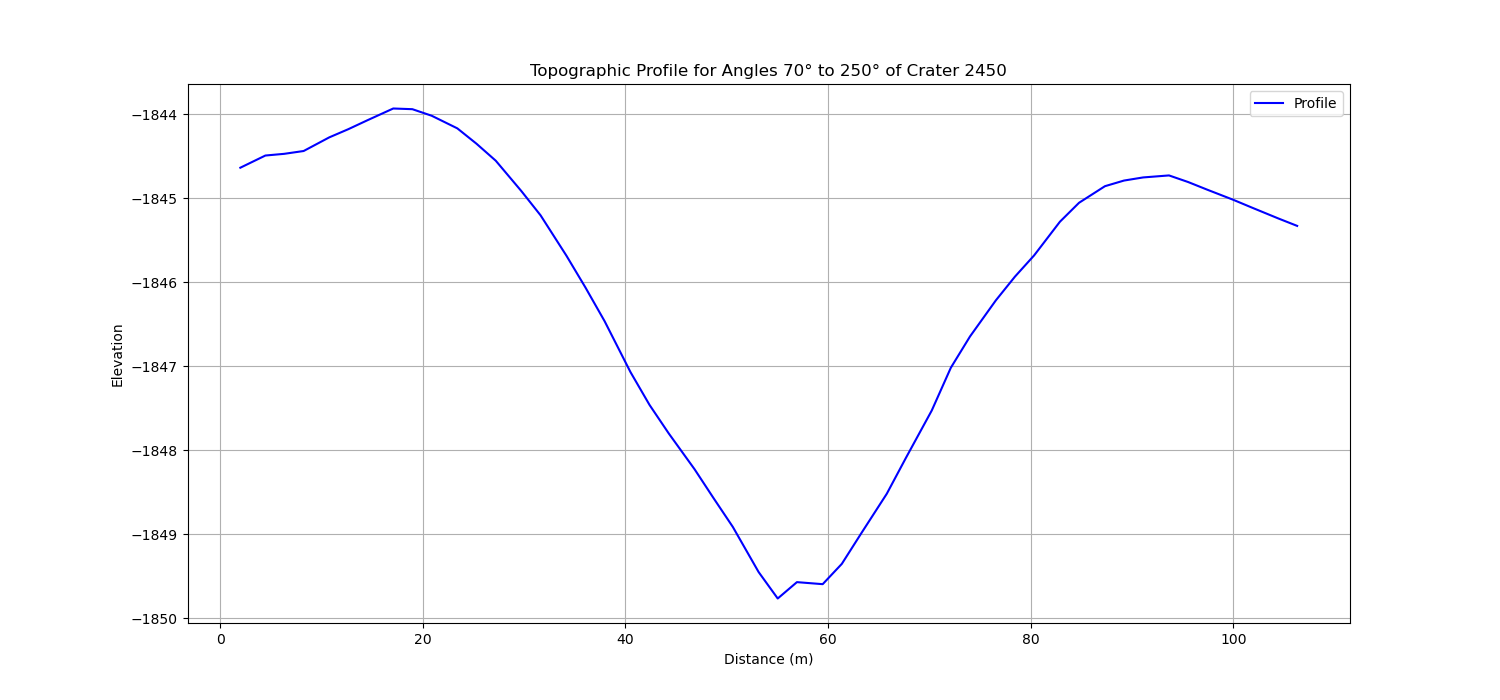 Topographic Profile for Angles 70° to 250° of Crater 2450
Profile
−1844
−1845
−1846
−1847
−1848
−1849
−1850
Elevation
0 20 40 60 80 100
Distance (m)